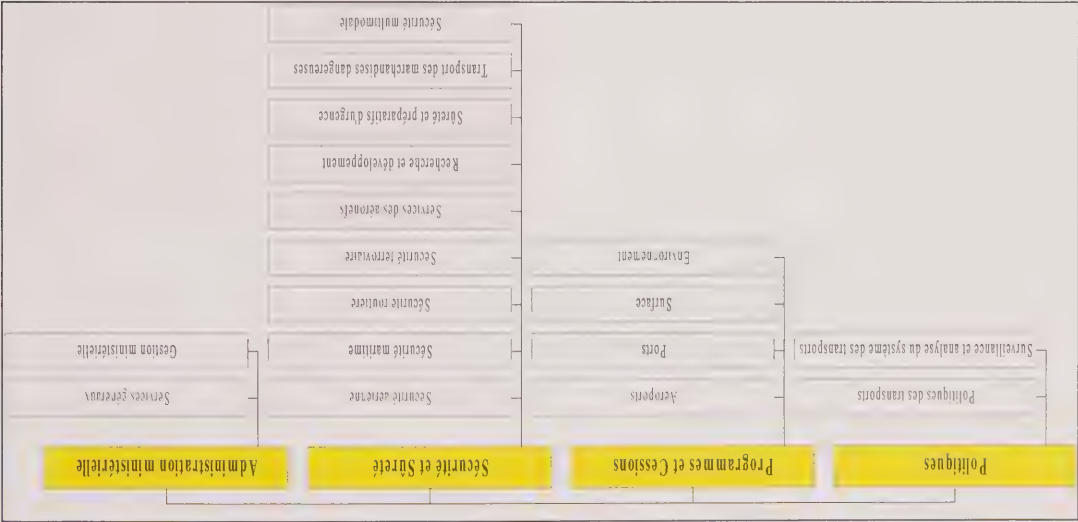 Politiques
Programmes et Cessions
Sécurité et Sûreté
Administration ministérielle
Politiques des transports
Surveillance et analyse du système des transports
Aéroports
Ports
Surface
Environnement
Sécurité aérienne
Sécurité maritime
Sécurité routière
Sécurité ferroviaire
Services des aéronefs
Recherche et développement
Sûreté et préparatifs d'urgence
Transport des marchandises dangereuses
Sécurité multimodale
Services généraux
Gestion ministérielle